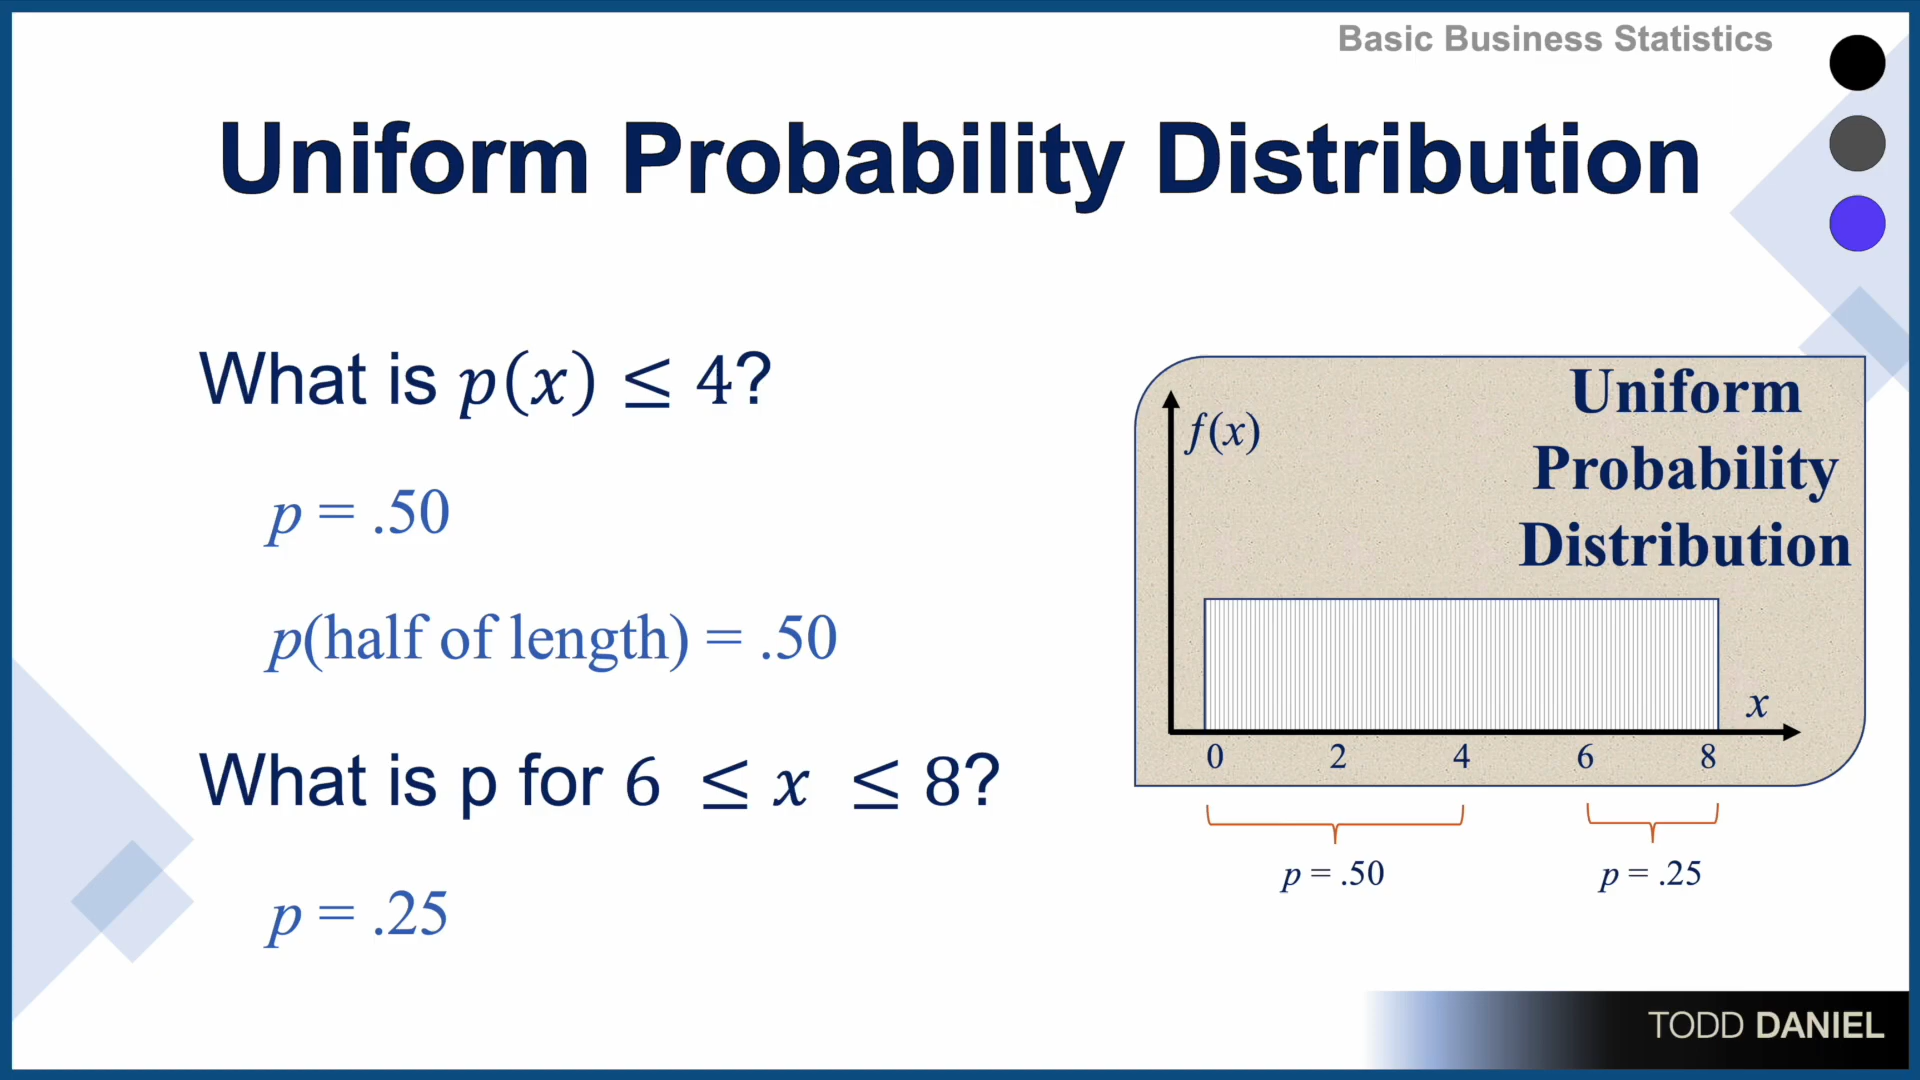 Basic Business Statistics
Uniform Probability Distribution
What is p(x) ≤ 4?
p = .50
p(half of length) = .50
What is p for 6 ≤ x ≤ 8?
p = .25
Uniform
Probability
Distribution
f(x)
x
0 2 4 6 8
p = .50 p = .25
TODD DANIEL